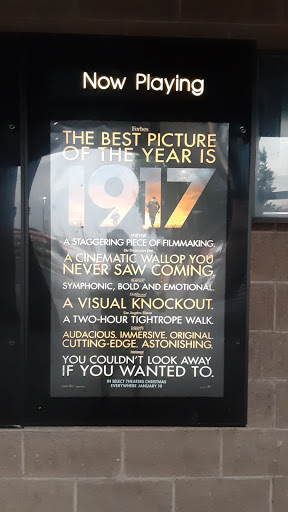 Now Playing
Forbes
THE BEST PICTURE
OF THE YEAR IS
1917
A STAGGERING PIECE OF FILMMAKING.
A CINEMATIC WALLOP YOU
NEVER SAW COMING.
SYMPHONIC, BOLD AND EMOTIONAL.
A VISUAL KNOCKOUT.
A TWO-HOUR TIGHTROPE WALK.
AUDACIOUS. IMMERSIVE. ORIGINAL.
CUTTING-EDGE. ASTONISHING.
YOU COULDN'T LOOK AWAY
IF YOU WANTED TO.
IN SELECT THEATERS CHRISTMAS
EVERYWHERE JANUARY 10